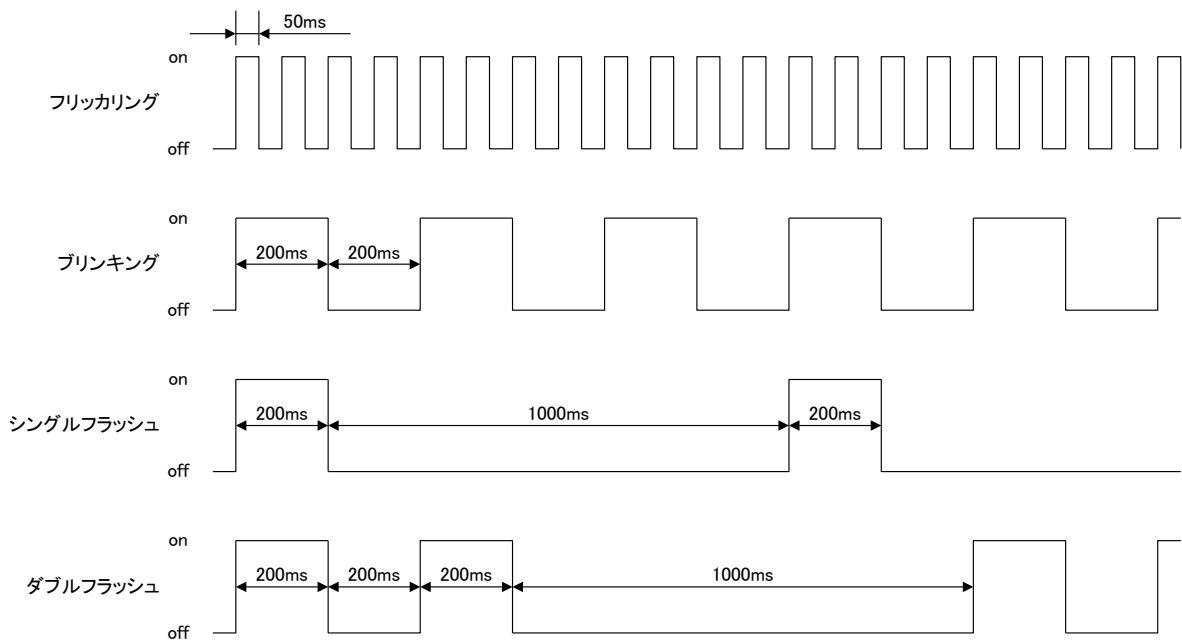 50ms
on
フリッカリング
off
on
200ms 200ms
ブリンキング
off
on
200ms 1000ms 200ms
シングルフラッシュ
off
on
200ms 200ms 200ms 1000ms
ダブルフラッシュ
off